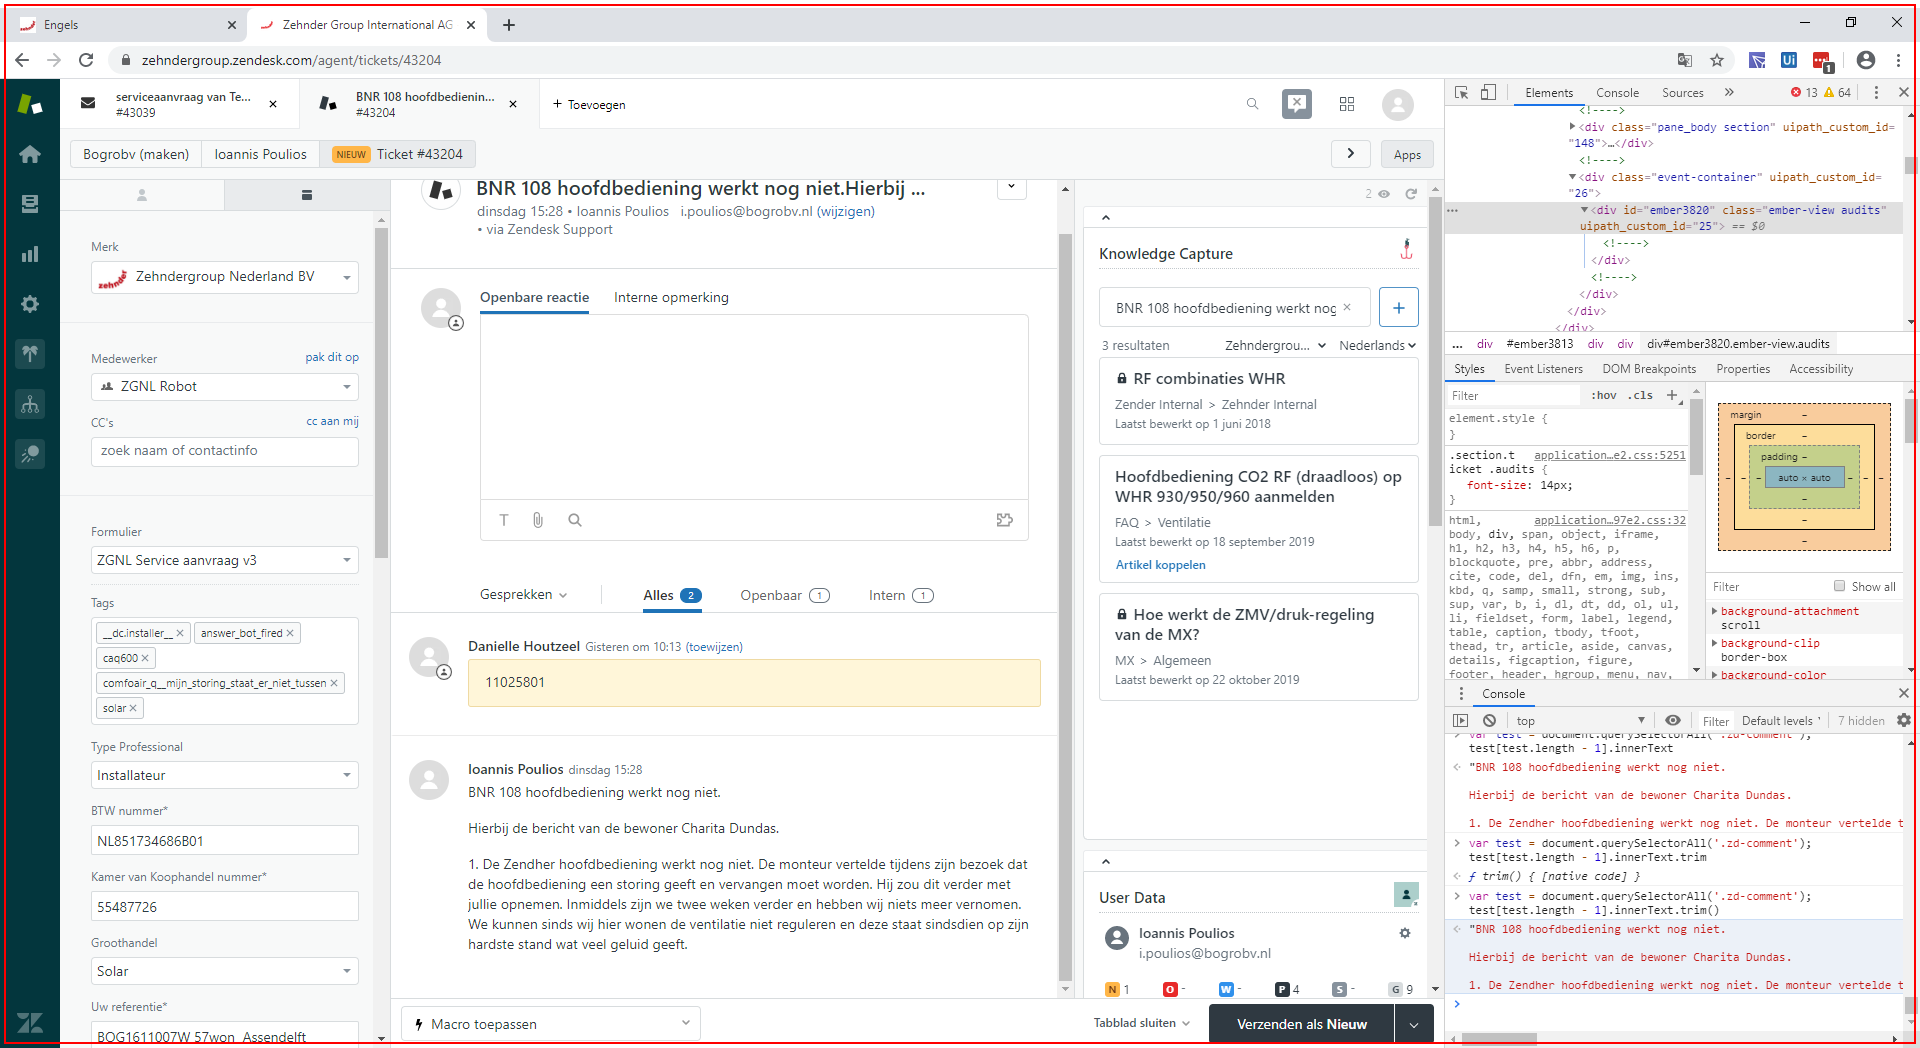 Engels
Zehnder Group International AG
zehndergroup.zendesk.com/agent/tickets/43204
Ui
1
serviceaanvraag van Te...
#43039
BNR 108 hoofdbedienin...
#43204
+ Toevoegen
Bogrobv (maken)
Ioannis Poulios
NIEUW Ticket #43204
Apps
Merk
zehnder
Zehndergroup Nederland BV
Medewerker
pak dit op
ZGNL Robot
CC's
cc aan mij
zoek naam of contactinfo
Formulier
ZGNL Service aanvraag v3
Tags
__dc.installer__ ×
answer_bot_fired ×
caq600 ×
comfoair_q__mijn_storing_staat_er_niet_tussen ×
solar ×
Type Professional
Installateur
BTW nummer*
NL851734686B01
Kamer van Koophandel nummer*
55487726
Groothandel
Solar
Uw referentie*
BOG1611007W 57won Assendelft
BNR 108 hoofdbediening werkt nog niet.Hierbij ...
dinsdag 15:28 • Ioannis Poulios i.poulios@bogrobv.nl (wijzigen)
• via Zendesk Support
Openbare reactie
Interne opmerking
T
Gesprekken
Alles 2
Openbaar 1
Intern 1
Danielle Houtzeel Gisteren om 10:13 (toewijzen)
11025801
Ioannis Poulios dinsdag 15:28
BNR 108 hoofdbediening werkt nog niet.
Hierbij de bericht van de bewoner Charita Dundas.
1. De Zendher hoofdbediening werkt nog niet. De monteur vertelde tijdens zijn bezoek dat
de hoofdbediening een storing geeft en vervangen moet worden. Hij zou dit verder met
jullie opnemen. Inmiddels zijn we twee weken verder en hebben wij niets meer vernomen.
We kunnen sinds wij hier wonen de ventilatie niet reguleren en deze staat sindsdien op zijn
hardste stand wat veel geluid geeft.
Macro toepassen
Tabblad sluiten
Verzenden als Nieuw
2
Knowledge Capture
BNR 108 hoofdbediening werkt nog ×
+
3 resultaten
Zehndergrou...
Nederlands
RF combinaties WHR
Zender Internal > Zehnder Internal
Laatst bewerkt op 1 juni 2018
Hoofdbediening CO2 RF (draadloos) op
WHR 930/950/960 aanmelden
FAQ > Ventilatie
Laatst bewerkt op 18 september 2019
Artikel koppelen
Hoe werkt de ZMV/druk-regeling
van de MX?
MX > Algemeen
Laatst bewerkt op 22 oktober 2019
User Data
Ioannis Poulios
i.poulios@bogrobv.nl
N 1
O -
W -
P 4
S -
G 9
Elements
Console
Sources
»
13
64
<!---->
<div class="pane_body section" uipath_custom_id=
"148">…</div>
<!---->
<div class="event-container" uipath_custom_id=
"26">
<div id="ember3820" class="ember-view audits"
uipath_custom_id="25"> == $0
<!---->
</div>
<!---->
</div>
</div>
</div>
... div #ember3813 div div div#ember3820.ember-view.audits
Styles
Event Listeners
DOM Breakpoints
Properties
Accessibility
Filter
:hov .cls +
element.style {
}
.section.t application…e2.css:5251
icket .audits {
font-size: 14px;
}
html, application…97e2.css:32
body, div, span, object, iframe,
h1, h2, h3, h4, h5, h6, p,
blockquote, pre, abbr, address,
cite, code, del, dfn, em, img, ins,
kbd, q, samp, small, strong, sub,
sup, var, b, i, dl, dt, dd, ol, ul,
li, fieldset, form, label, legend,
table, caption, tbody, tfoot,
thead, tr, article, aside, canvas,
details, figcaption, figure,
footer, header, hgroup, menu, nav,
margin –
border –
padding –
auto × auto
Filter
Show all
background-attachment
scroll
background-clip
border-box
background-color
Console
top
Filter
Default levels
7 hidden
var test = document.querySelectorAll('.zd-comment');
test[test.length - 1].innerText
"BNR 108 hoofdbediening werkt nog niet.
Hierbij de bericht van de bewoner Charita Dundas.
1. De Zendher hoofdbediening werkt nog niet. De monteur vertelde t
var test = document.querySelectorAll('.zd-comment');
test[test.length - 1].innerText.trim
ƒ trim() { [native code] }
var test = document.querySelectorAll('.zd-comment');
test[test.length - 1].innerText.trim()
"BNR 108 hoofdbediening werkt nog niet.
Hierbij de bericht van de bewoner Charita Dundas.
1. De Zendher hoofdbediening werkt nog niet. De monteur vertelde t